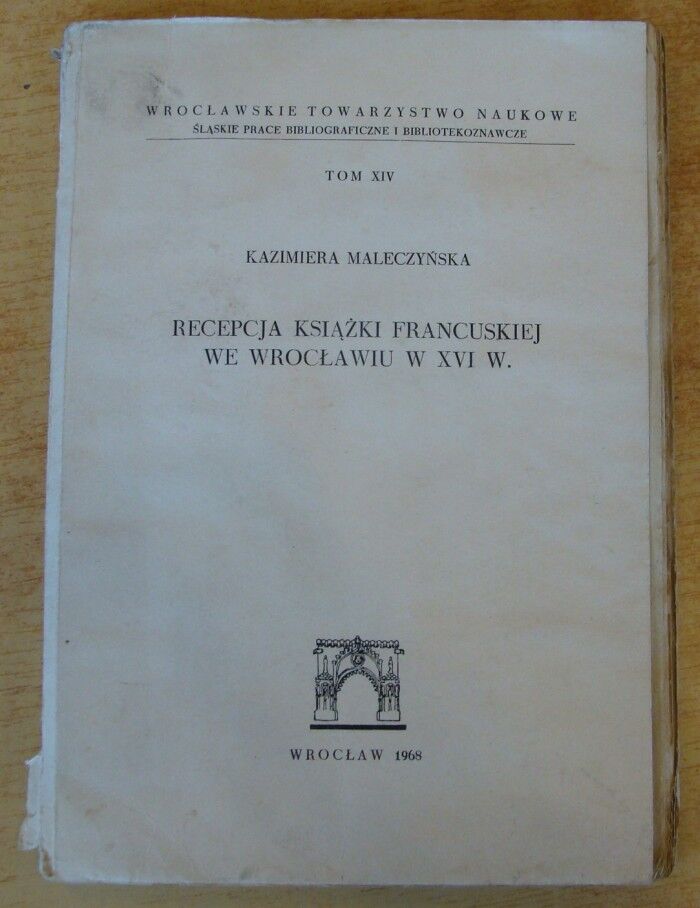 WROCŁAWSKIE TOWARZYSTWO NAUKOWE
ŚLĄSKIE PRACE BIBLIOGRAFICZNE I BIBLIOTEKOZNAWCZE
TOM XIV
KAZIMIERA MALECZYŃSKA
RECEPCJA KSIĄŻKI FRANCUSKIEJ
WE WROCŁAWIU W XVI W.
WROCŁAW 1968